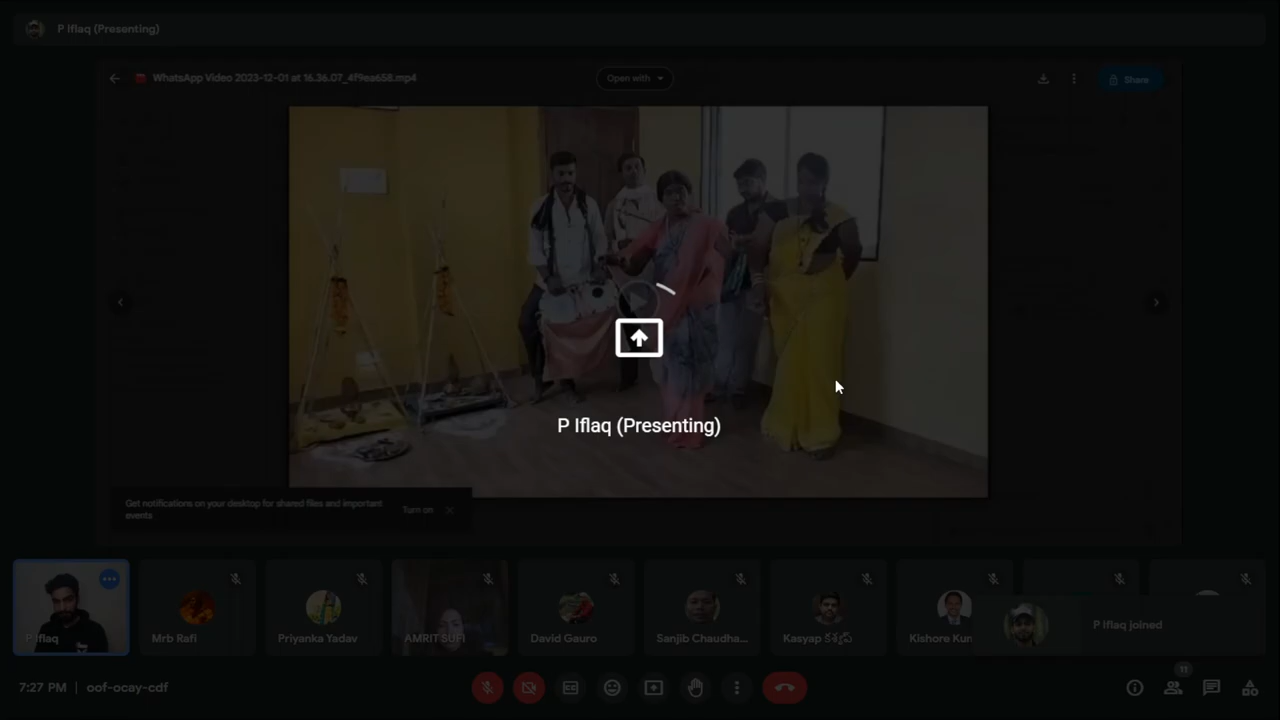 P Iflaq (Presenting)
WhatsApp Video 2023-12-01 at 16.36.07_4f9ea658.mp4
Open with
Share
P Iflaq (Presenting)
Get notifications on your desktop for shared files and important
events
Turn on
P Iflaq
Mrb Rafi
Priyanka Yadav
AMRIT SUFI
David Gauro
Sanjib Chaudha...
Kasyap కశ్యప్
Kishore Kun
P Iflaq joined
7:27 PM | oof-ocay-cdf
11